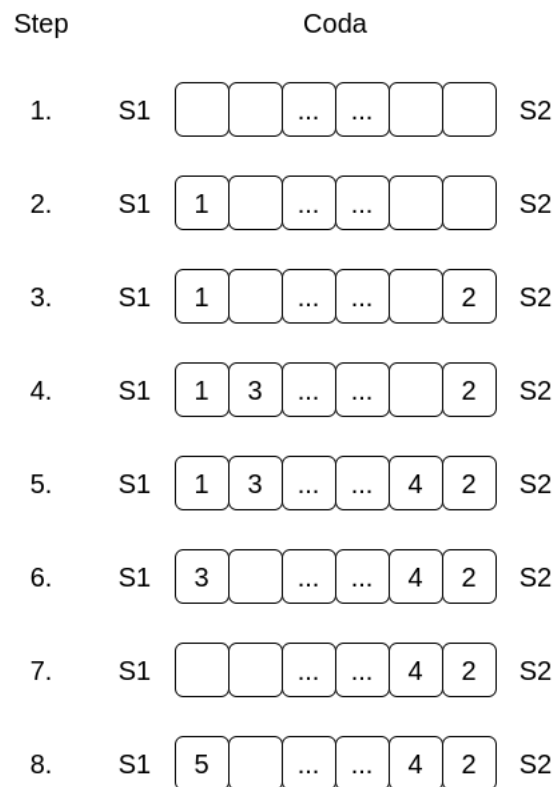 Step Coda
1. S1 ... ... S2
2. S1 1 ... ... S2
3. S1 1 ... ... 2 S2
4. S1 1 3 ... ... 2 S2
5. S1 1 3 ... ... 4 2 S2
6. S1 3 ... ... 4 2 S2
7. S1 ... ... 4 2 S2
8. S1 5 ... ... 4 2 S2